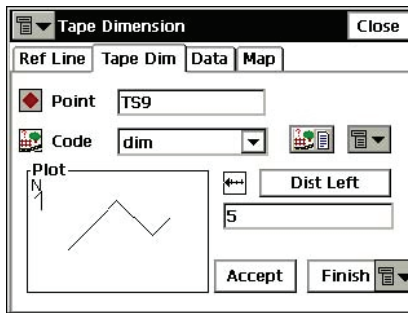 Tape Dimension Close
Ref Line Tape Dim Data Map
Point TS9
Code dim
Plot
N
Dist Left
5
Accept Finish